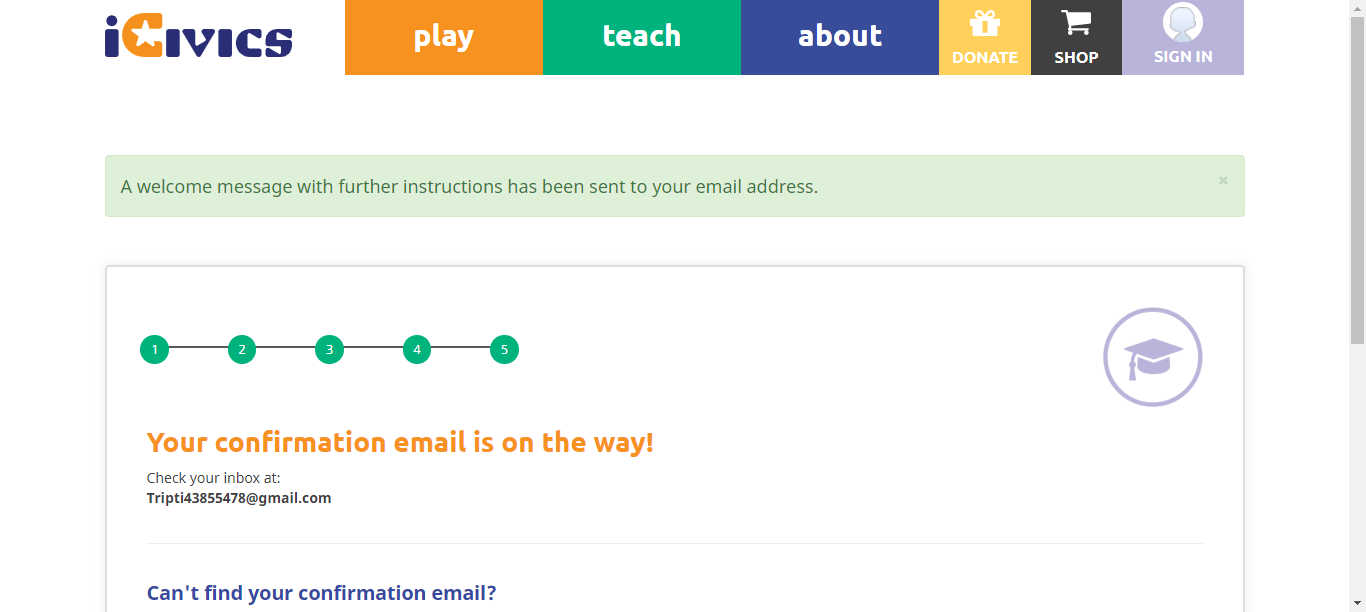 iCivics
play
teach
about
DONATE
SHOP
SIGN IN
A welcome message with further instructions has been sent to your email address.
×
1
2
3
4
5
Your confirmation email is on the way!
Check your inbox at:
Tripti43855478@gmail.com
Can't find your confirmation email?